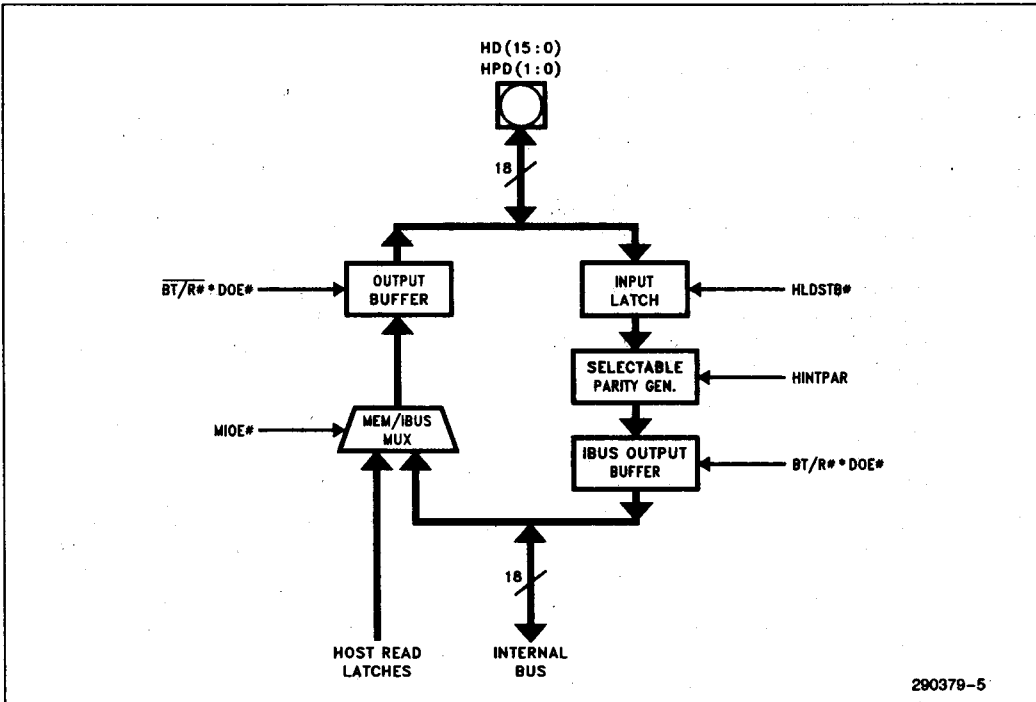 HD(15:0)
HPD(1:0)
18
BT/R#*DOE#
OUTPUT
BUFFER
INPUT
LATCH
HLDSTB#
SELECTABLE
PARITY GEN.
HINTPAR
MIOE#
MEM/IBUS
MUX
IBUS OUTPUT
BUFFER
BT/R#*DOE#
18
HOST READ
LATCHES
INTERNAL
BUS
290379-5